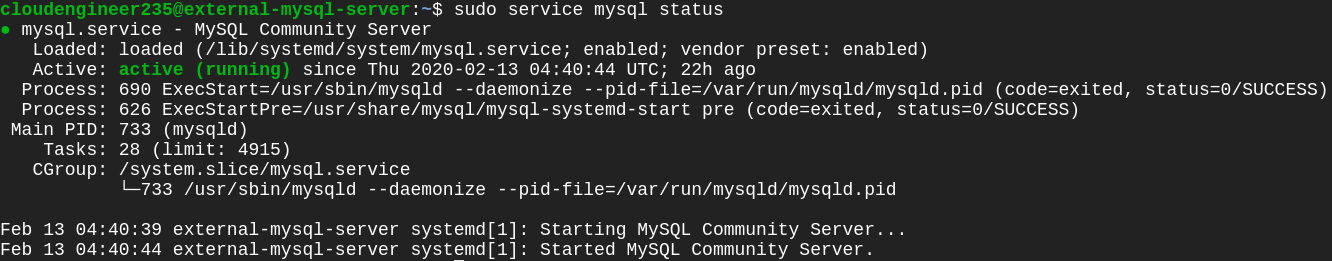 cloudengineer235@external-mysql-server:~$ sudo service mysql status
● mysql.service - MySQL Community Server
   Loaded: loaded (/lib/systemd/system/mysql.service; enabled; vendor preset: enabled)
   Active: active (running) since Thu 2020-02-13 04:40:44 UTC; 22h ago
  Process: 690 ExecStart=/usr/sbin/mysqld --daemonize --pid-file=/var/run/mysqld/mysqld.pid (code=exited, status=0/SUCCESS)
  Process: 626 ExecStartPre=/usr/share/mysql/mysql-systemd-start pre (code=exited, status=0/SUCCESS)
 Main PID: 733 (mysqld)
    Tasks: 28 (limit: 4915)
   CGroup: /system.slice/mysql.service
           └─733 /usr/sbin/mysqld --daemonize --pid-file=/var/run/mysqld/mysqld.pid

Feb 13 04:40:39 external-mysql-server systemd[1]: Starting MySQL Community Server...
Feb 13 04:40:44 external-mysql-server systemd[1]: Started MySQL Community Server.